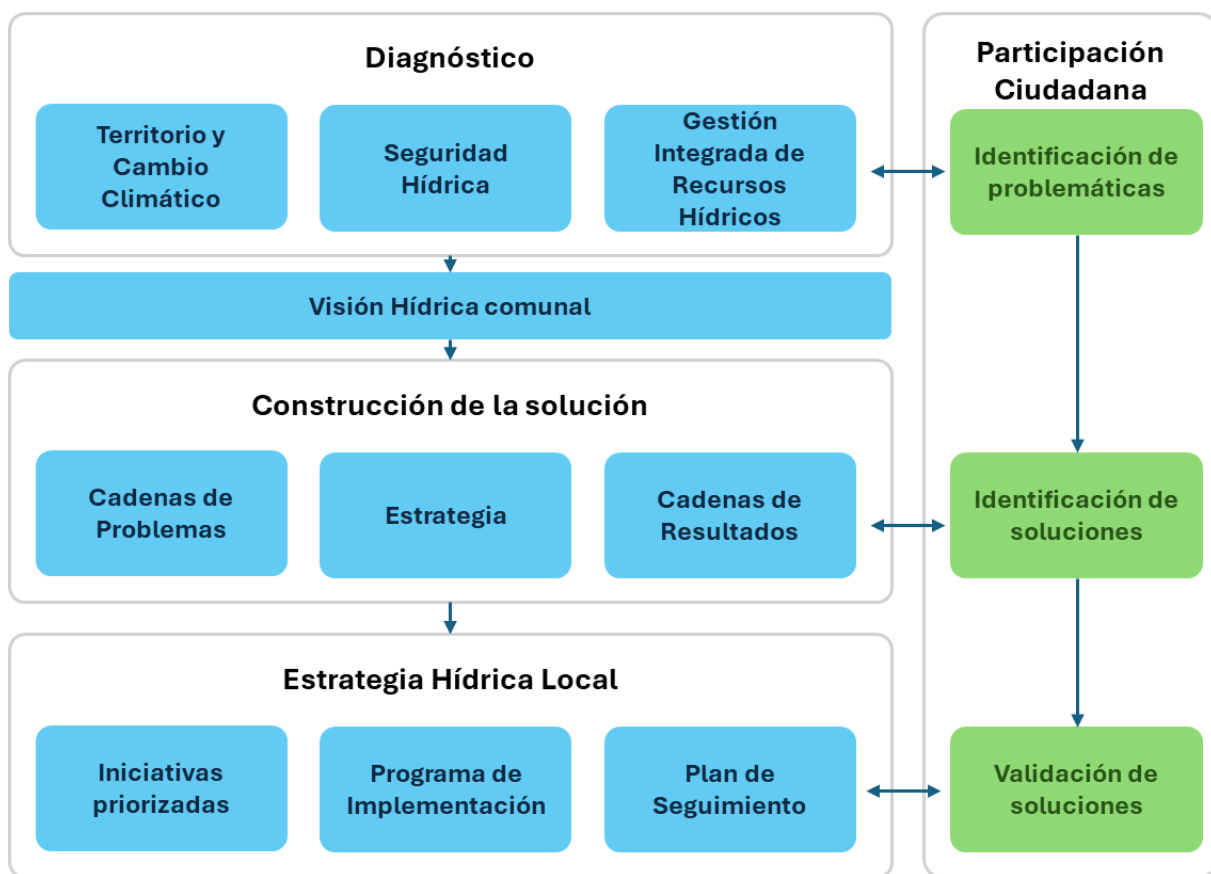 Diagnóstico
Territorio y
Cambio
Climático
Seguridad
Hídrica
Gestión
Integrada de
Recursos
Hídricos
Visión Hídrica comunal
Construcción de la solución
Cadenas de
Problemas
Estrategia
Cadenas de
Resultados
Estrategia Hídrica Local
Iniciativas
priorizadas
Programa de
Implementación
Plan de
Seguimiento
Participación
Ciudadana
Identificación de
problemáticas
Identificación de
soluciones
Validación de
soluciones